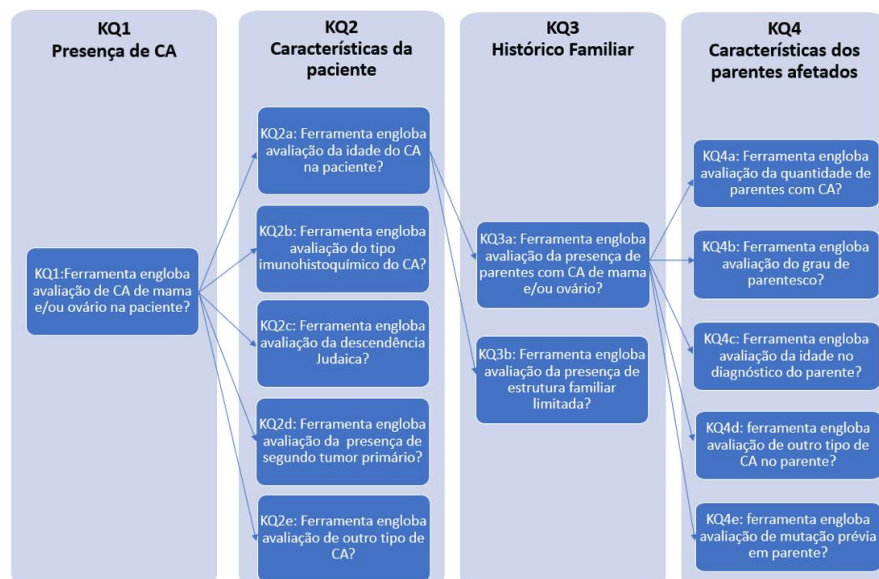 KQ1
Presença de CA
KQ1:Ferramenta engloba
avaliação de CA de mama
e/ou ovário na paciente?
KQ2
Características da
paciente
KQ2a: Ferramenta engloba
avaliação da idade do CA
na paciente?
KQ2b: Ferramenta engloba
avaliação do tipo
imunohistoquímico do CA?
KQ2c: Ferramenta engloba
avaliação da descendência
Judaica?
KQ2d: Ferramenta engloba
avaliação da presença de
segundo tumor primário?
KQ2e: Ferramenta engloba
avaliação de outro tipo de
CA?
KQ3
Histórico Familiar
KQ3a: Ferramenta engloba
avaliação da presença de
parentes com CA de mama
e/ou ovário?
KQ3b: Ferramenta engloba
avaliação da presença de
estrutura familiar
limitada?
KQ4
Características dos
parentes afetados
KQ4a: Ferramenta engloba
avaliação da quantidade de
parentes com CA?
KQ4b: Ferramenta engloba
avaliação do grau de
parentesco?
KQ4c: Ferramenta engloba
avaliação da idade no
diagnóstico do parente?
KQ4d: ferramenta engloba
avaliação de outro tipo de
CA no parente?
KQ4e: ferramenta engloba
avaliação de mutação prévia
em parente?